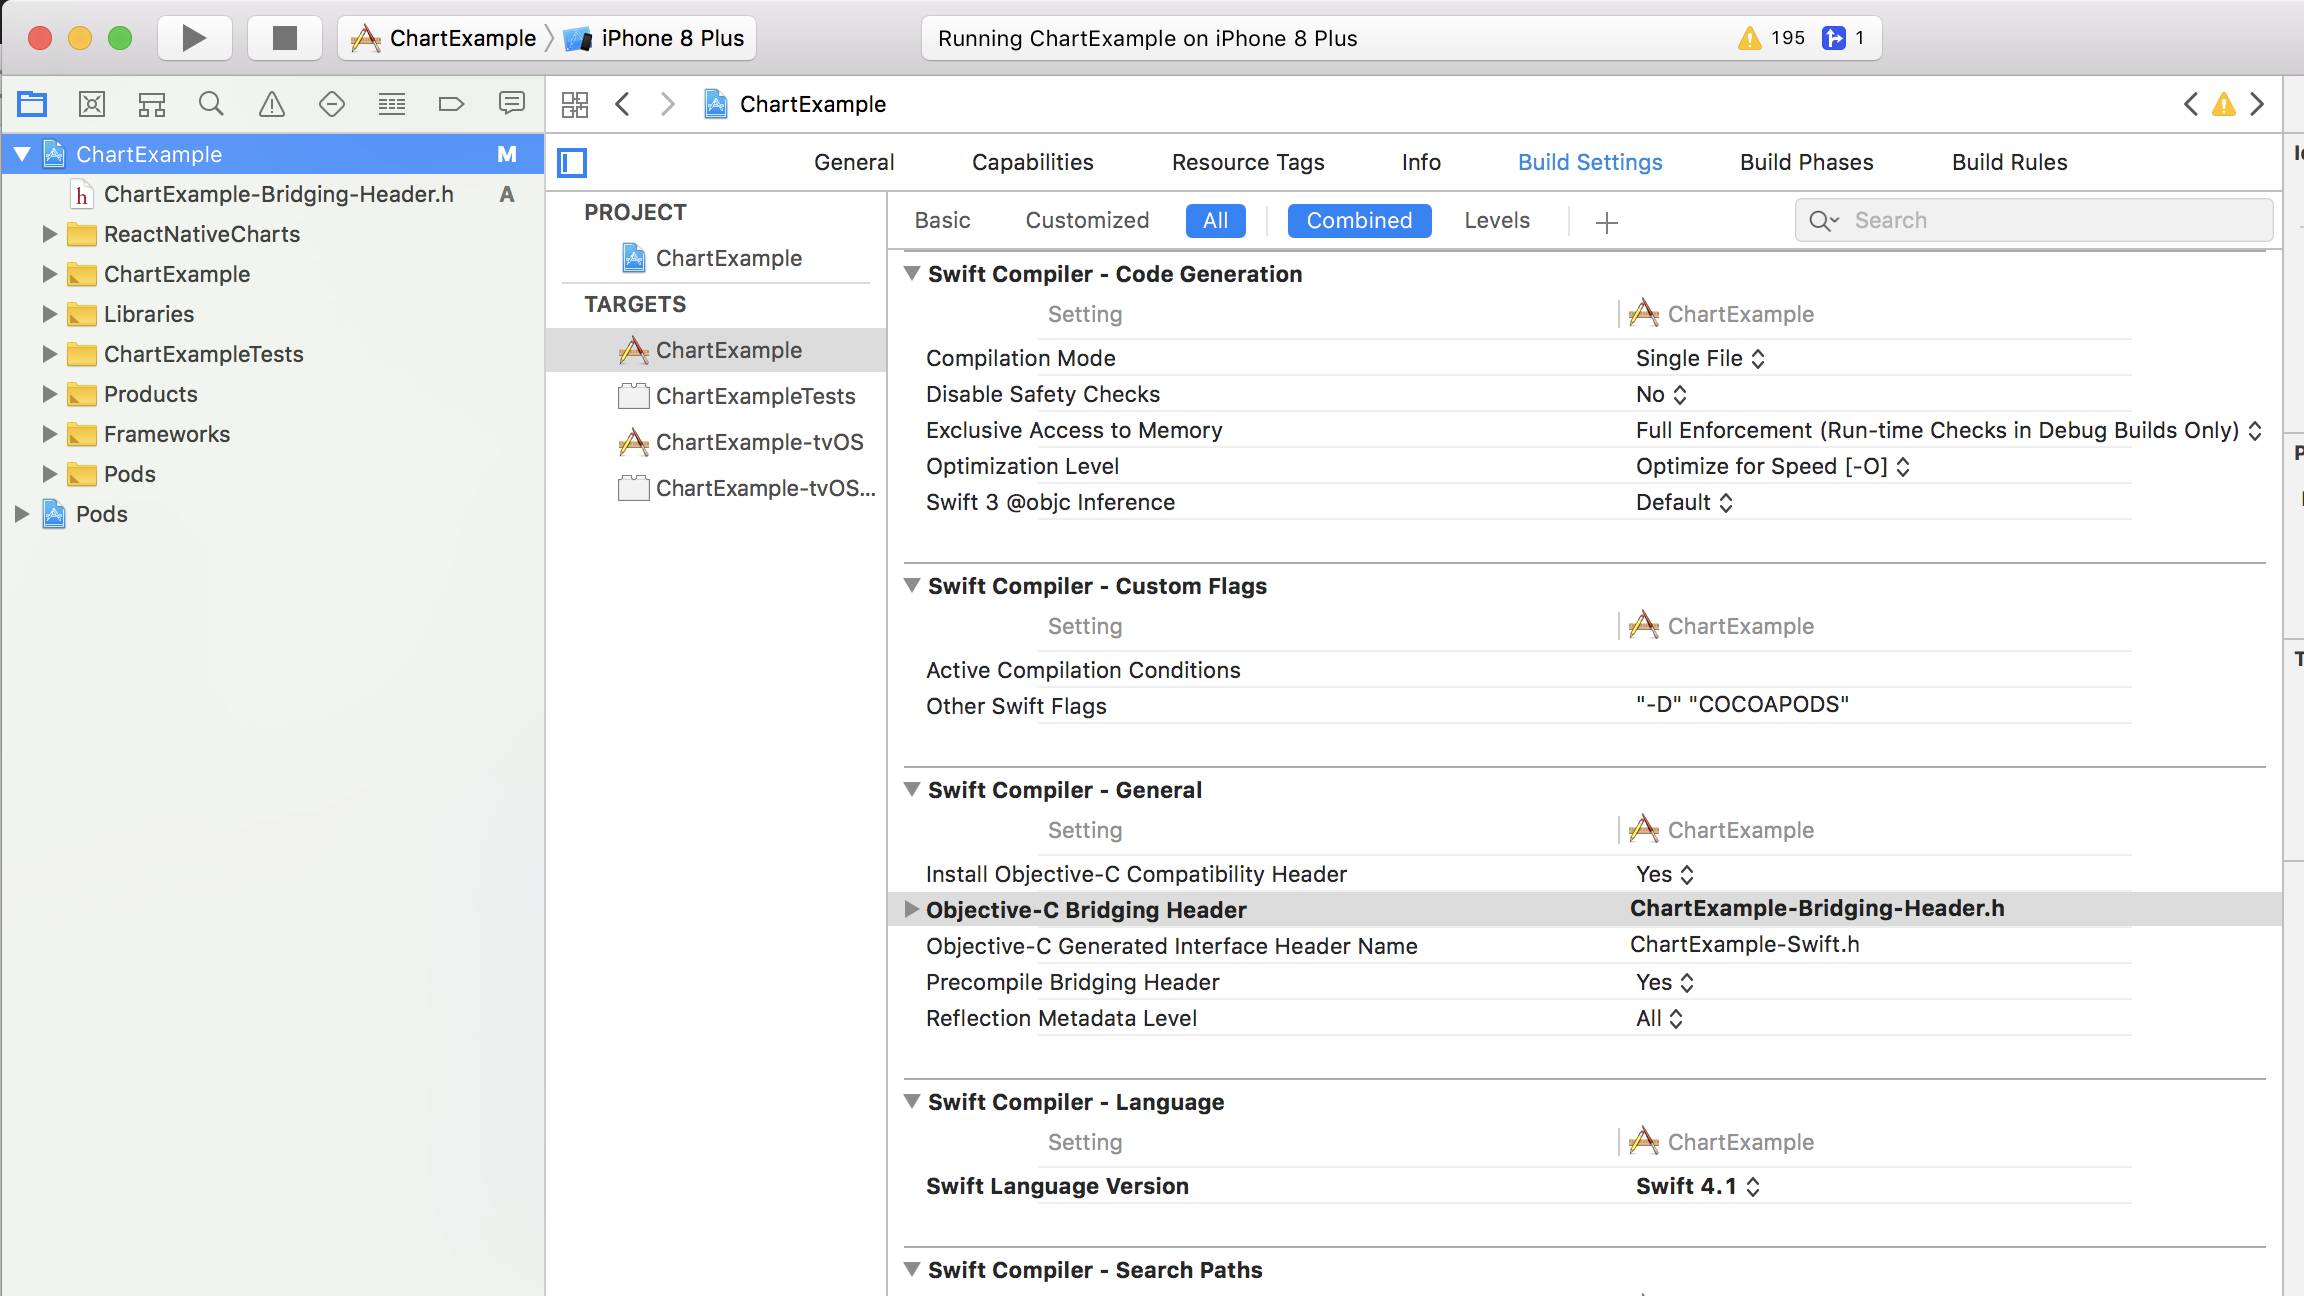 ChartExample iPhone 8 Plus
Running ChartExample on iPhone 8 Plus 195 1
ChartExample
ChartExample M
ChartExample-Bridging-Header.h A
ReactNativeCharts
ChartExample
Libraries
ChartExampleTests
Products
Frameworks
Pods
Pods
General Capabilities Resource Tags Info Build Settings Build Phases Build Rules
PROJECT
ChartExample
TARGETS
ChartExample
ChartExampleTests
ChartExample-tvOS
ChartExample-tvOS...
Basic Customized All Combined Levels Search
Swift Compiler - Code Generation
Setting ChartExample
Compilation Mode Single File
Disable Safety Checks No
Exclusive Access to Memory Full Enforcement (Run-time Checks in Debug Builds Only)
Optimization Level Optimize for Speed [-O]
Swift 3 @objc Inference Default
Swift Compiler - Custom Flags
Setting ChartExample
Active Compilation Conditions
Other Swift Flags "-D" "COCOAPODS"
Swift Compiler - General
Setting ChartExample
Install Objective-C Compatibility Header Yes
Objective-C Bridging Header ChartExample-Bridging-Header.h
Objective-C Generated Interface Header Name ChartExample-Swift.h
Precompile Bridging Header Yes
Reflection Metadata Level All
Swift Compiler - Language
Setting ChartExample
Swift Language Version Swift 4.1
Swift Compiler - Search Paths